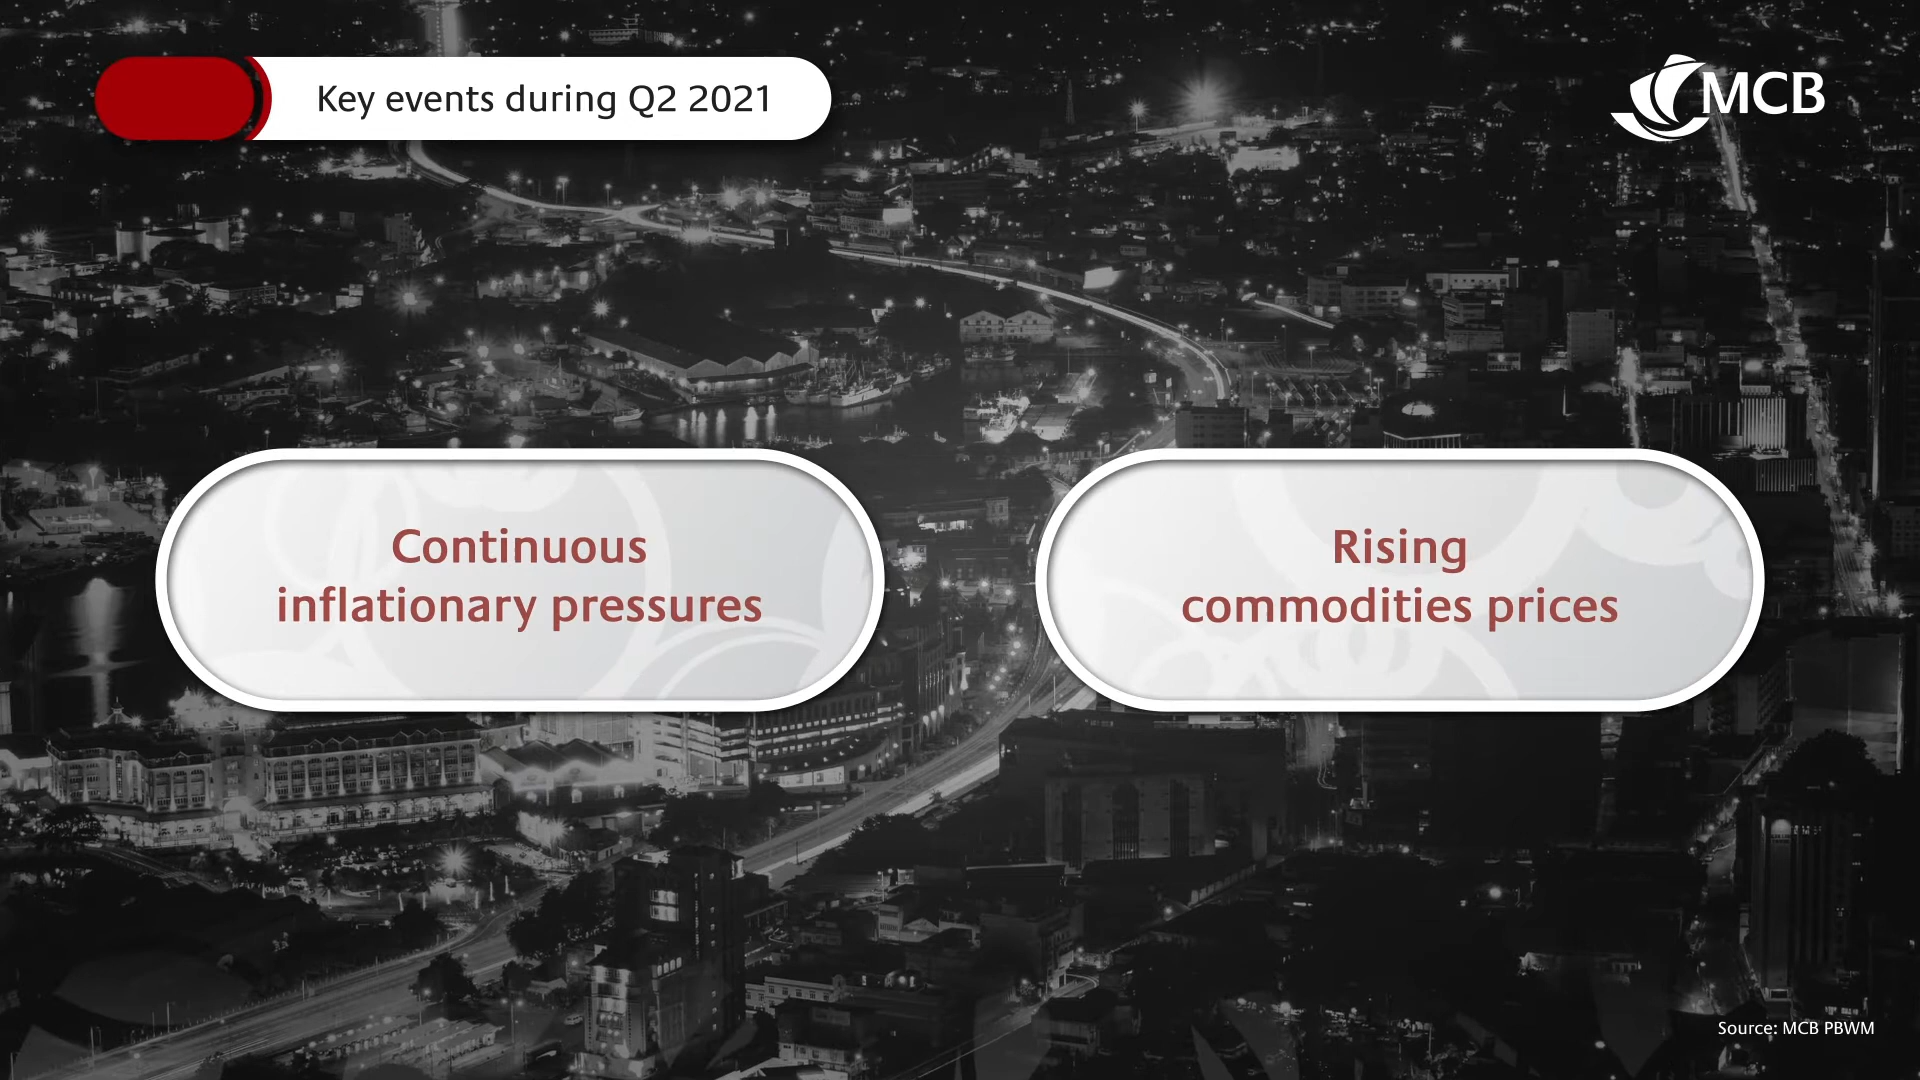 Key events during Q2 2021
MCB
Continuous
inflationary pressures
Rising
commodities prices
Source: MCB PBWM